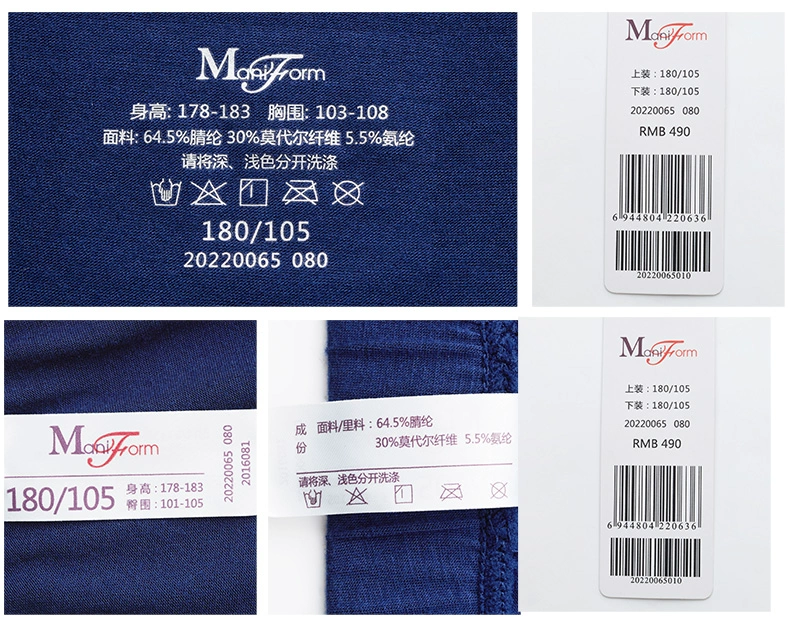 ManiForm
身高: 178-183 胸围: 103-108
面料: 64.5%腈纶 30%莫代尔纤维 5.5%氨纶
请将深、浅色分开洗涤
180/105
20220065 080
ManiForm
上装：180/105
下装：180/105
20220065 080
RMB 490
6 944804 220636
20220065010
ManiForm
180/105
身高：178-183
臀围：101-105
20220065 080
2016081
成份
面料/里料：64.5%腈纶
30%莫代尔纤维 5.5%氨纶
请将深、浅色分开洗涤
ManiForm
上装：180/105
下装：180/105
20220065 080
RMB 490
6 944804 220636
20220065010